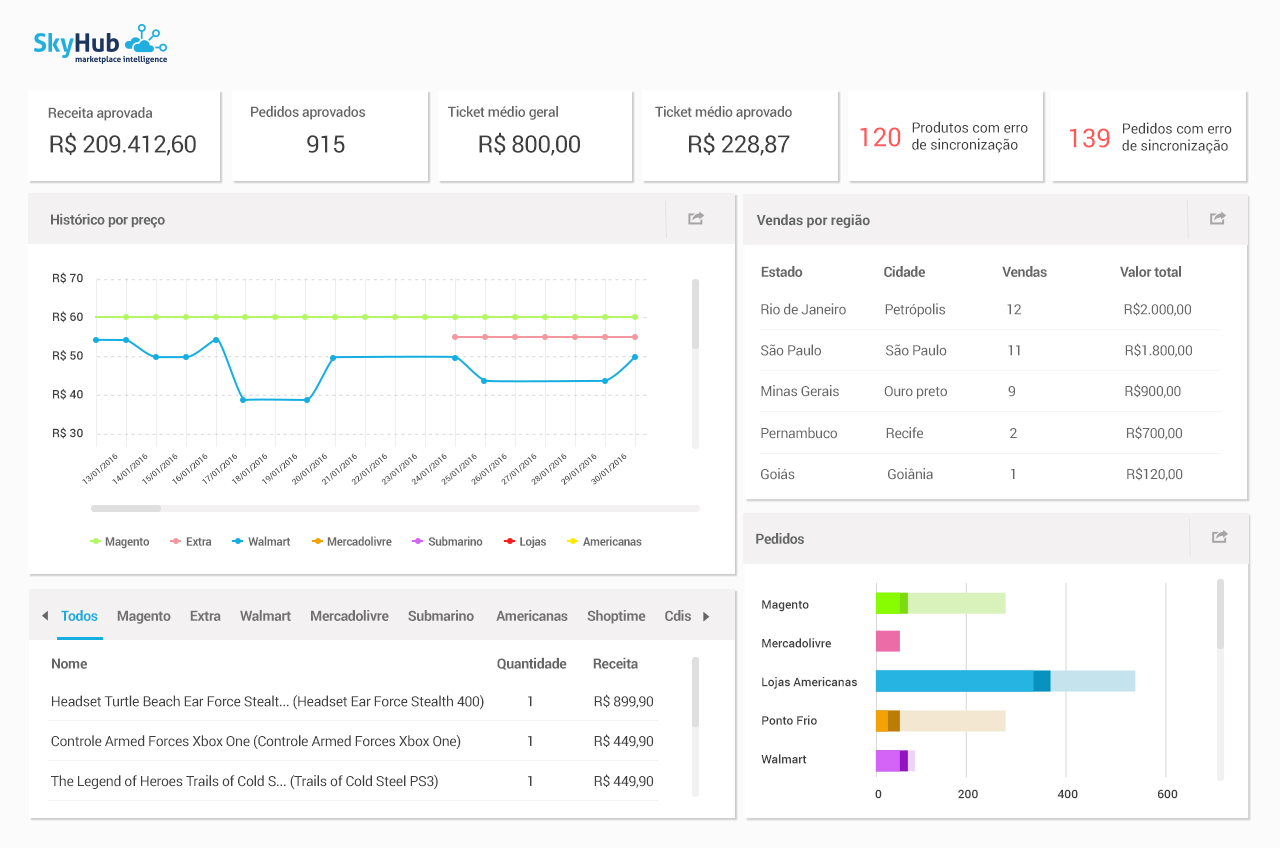 SkyHub
marketplace intelligence
Receita aprovada
R$ 209.412,60
Pedidos aprovados
915
Ticket médio geral
R$ 800,00
Ticket médio aprovado
R$ 228,87
120
Produtos com erro
de sincronização
139
Pedidos com erro
de sincronização
Histórico por preço
R$ 70
R$ 60
R$ 50
R$ 40
R$ 30
13/01/2016 14/01/2016 15/01/2016 16/01/2016 17/01/2016 18/01/2016 19/01/2016 20/01/2016 21/01/2016 22/01/2016 23/01/2016 24/01/2016 25/01/2016 26/01/2016 27/01/2016 28/01/2016 29/01/2016 30/01/2016
Magento Extra Walmart Mercadolivre Submarino Lojas Americanas
Vendas por região
Estado Cidade Vendas Valor total
Rio de Janeiro Petrópolis 12 R$2.000,00
São Paulo São Paulo 11 R$1.800,00
Minas Gerais Ouro preto 9 R$900,00
Pernambuco Recife 2 R$700,00
Goiás Goiânia 1 R$120,00
Todos Magento Extra Walmart Mercadolivre Submarino Americanas Shoptime Cdis
Nome Quantidade Receita
Headset Turtle Beach Ear Force Stealt... (Headset Ear Force Stealth 400) 1 R$ 899,90
Controle Armed Forces Xbox One (Controle Armed Forces Xbox One) 1 R$ 449,90
The Legend of Heroes Trails of Cold S... (Trails of Cold Steel PS3) 1 R$ 449,90
Pedidos
Magento
Mercadolivre
Lojas Americanas
Ponto Frio
Walmart
0 200 400 600